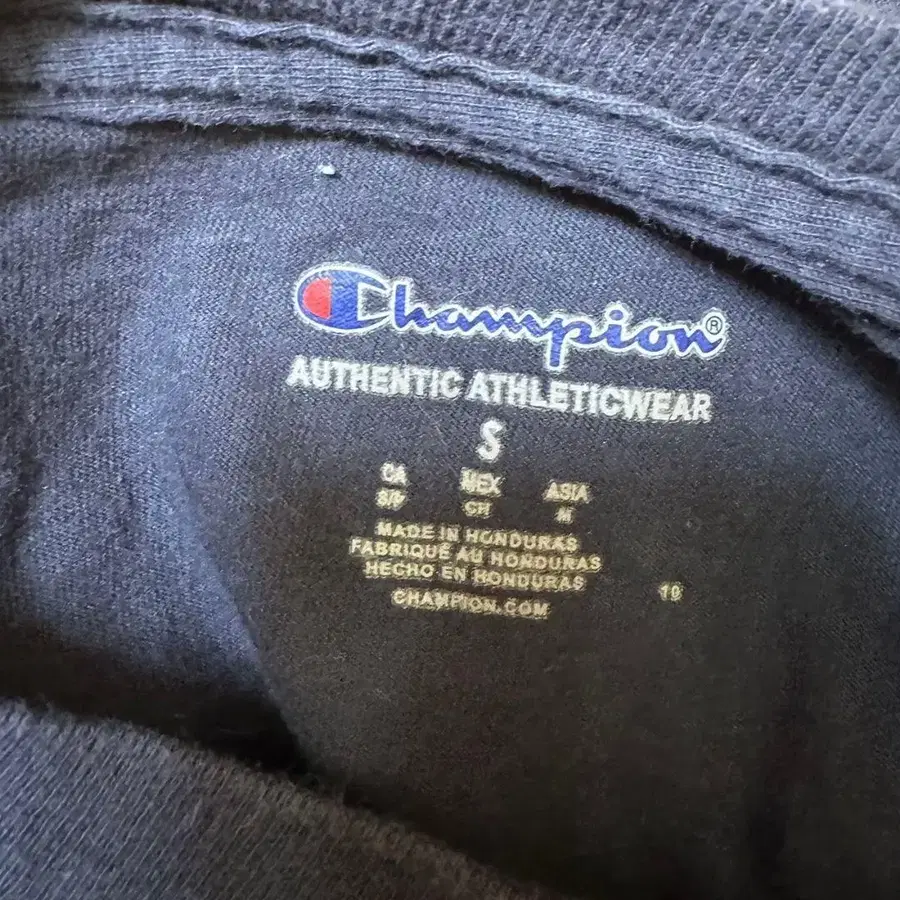 Champion®
AUTHENTIC ATHLETICWEAR
S
CA MEX ASIA
S/P CH M
MADE IN HONDURAS
FABRIQUÉ AU HONDURAS
HECHO EN HONDURAS
10
CHAMPION.COM